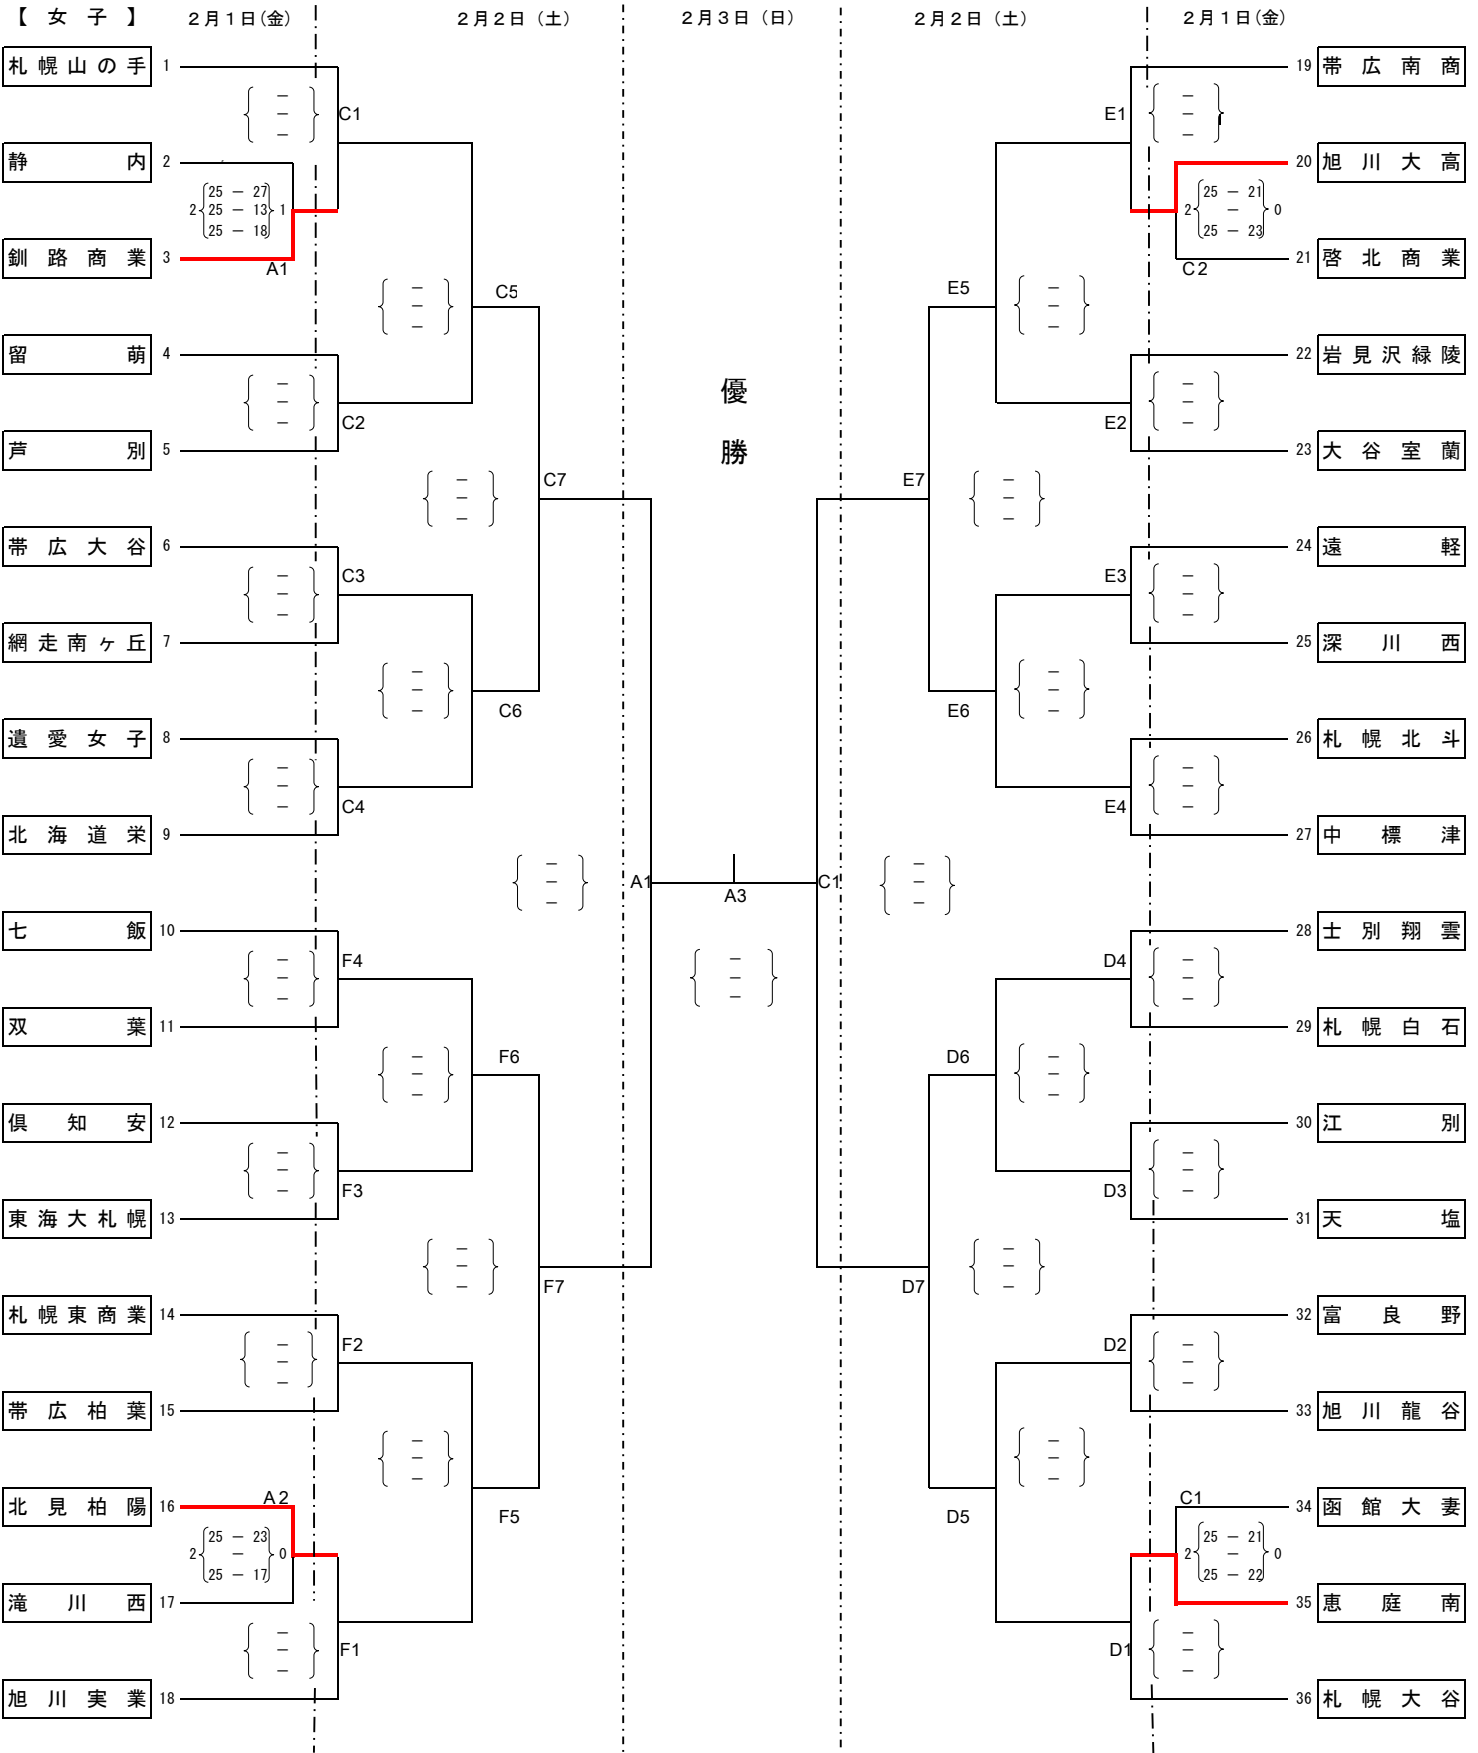 【 女 子 】 ２月１日(金) ２月２日（土） ２月３日（日） ２月２日（土） ２月１日(金)
札幌山の手 1 19 帯広南商
－ C1 E1 －
－ －
－ －
静内 2 20 旭川大高
25 － 27 25 － 21
2 25 － 13 1 2 － 0
25 － 18 25 － 23
釧路商業 3 A1 C2 21 啓北商業
－ C5 E5 －
－ －
－ －
留萌 4 22 岩見沢緑陵
－ －
－ 優 －
－ C2 E2 －
芦別 5 勝 23 大谷室蘭
－ C7 E7 －
－ －
－ －
帯広大谷 6 24 遠軽
－ C3 E3 －
－ －
－ －
網走南ヶ丘 7 25 深川西
－ －
－ －
－ C6 E6 －
遺愛女子 8 26 札幌北斗
－ －
－ －
－ C4 E4 －
北海道栄 9 27 中標津
－ －
－ A1 C1 －
－ A3 －
七飯 10 28 士別翔雲
－ F4 － D4 －
－ － －
－ － －
双葉 11 29 札幌白石
－ F6 D6 －
－ －
－ －
倶知安 12 30 江別
－ －
－ －
－ F3 D3 －
東海大札幌 13 31 天塩
－ －
－ －
－ F7 D7 －
札幌東商業 14 32 富良野
－ F2 D2 －
－ －
－ －
帯広柏葉 15 33 旭川龍谷
－ －
－ －
－ －
北見柏陽 16 A2 F5 D5 C1 34 函館大妻
25 － 23 25 － 21
2 － 0 2 － 0
25 － 17 25 － 22
滝川西 17 35 恵庭南
－ －
－ F1 D1 －
－ －
旭川実業 18 36 札幌大谷